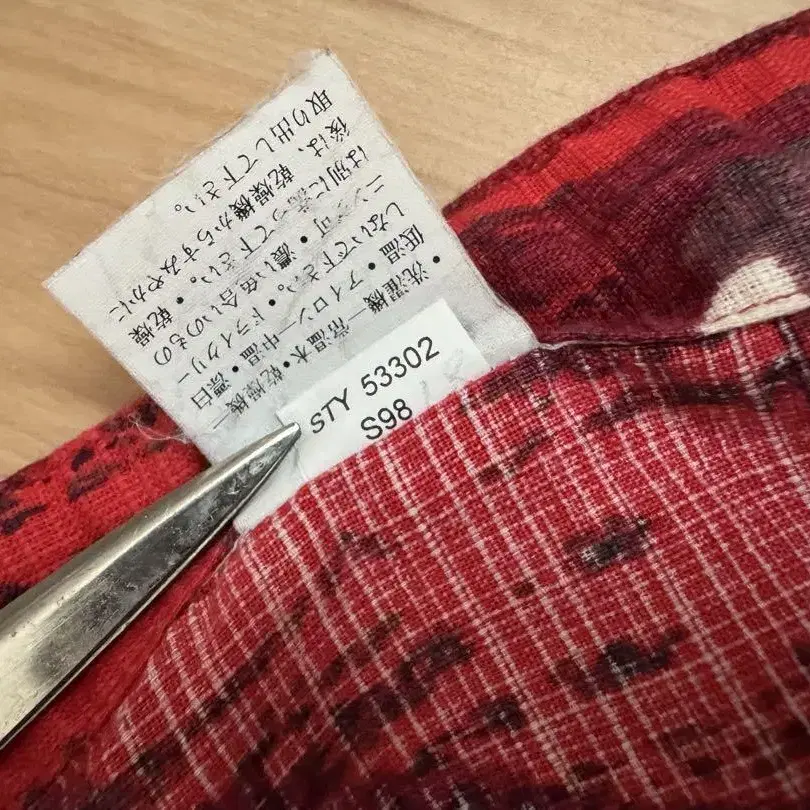 ・洗濯機—常温水・乾燥機—
低温・アイロン—中温・漂白
しないで下さい。・ドライクリー
ニング可・濃い色合いのもの
は別に洗って下さい。・乾燥
後は、乾燥機からすみやかに
取り出して下さい。
STY 53302
S98